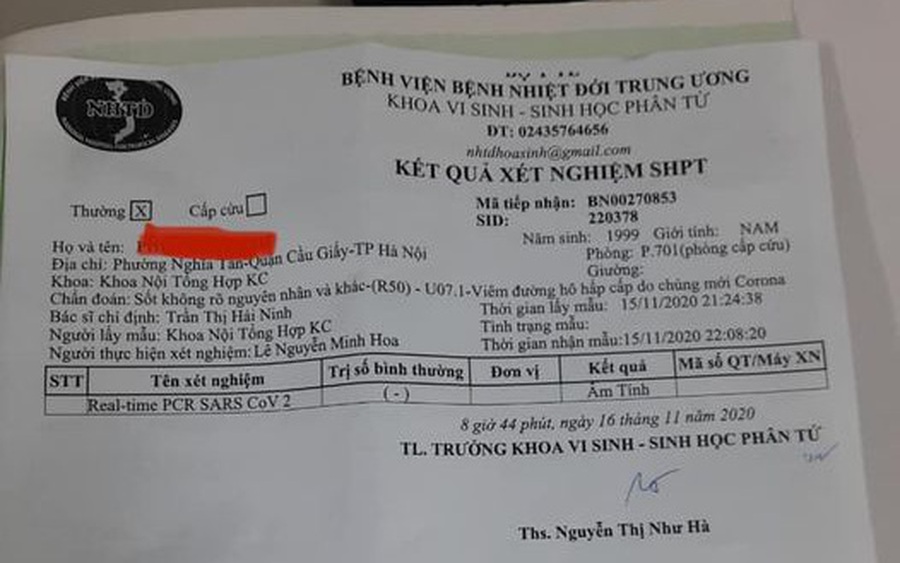 NHTD
BỆNH VIỆN BỆNH NHIỆT ĐỚI TRUNG ƯƠNG
KHOA VI SINH - SINH HỌC PHÂN TỬ
ĐT: 02435764656
nhtdhoaxinh@gmail.com
KẾT QUẢ XÉT NGHIỆM SHPT
Thường X Cấp cứu
Mã tiếp nhận: BN00270853
SID: 220378
Họ và tên:
Năm sinh: 1999 Giới tính: NAM
Địa chỉ: Phường Nghĩa Tân-Quận Cầu Giấy-TP Hà Nội
Phòng: P.701(phòng cấp cứu)
Khoa: Khoa Nội Tổng Hợp KC
Giường:
Chẩn đoán: Sốt không rõ nguyên nhân và khác-(R50) - U07.1-Viêm đường hô hấp cấp do chủng mới Corona
Bác sĩ chỉ định: Trần Thị Hải Ninh
Thời gian lấy mẫu: 15/11/2020 21:24:38
Người lấy mẫu: Khoa Nội Tổng Hợp KC
Tình trạng mẫu:
Người thực hiện xét nghiệm: Lê Nguyễn Minh Hoa
Thời gian nhận mẫu:15/11/2020 22:08:20
STT Tên xét nghiệm Trị số bình thường Đơn vị Kết quả Mã số QT/Máy XN
Real-time PCR SARS CoV 2 (-) Âm Tính
8 giờ 44 phút, ngày 16 tháng 11 năm 2020
TL. TRƯỞNG KHOA VI SINH - SINH HỌC PHÂN TỬ
Ths. Nguyễn Thị Như Hà